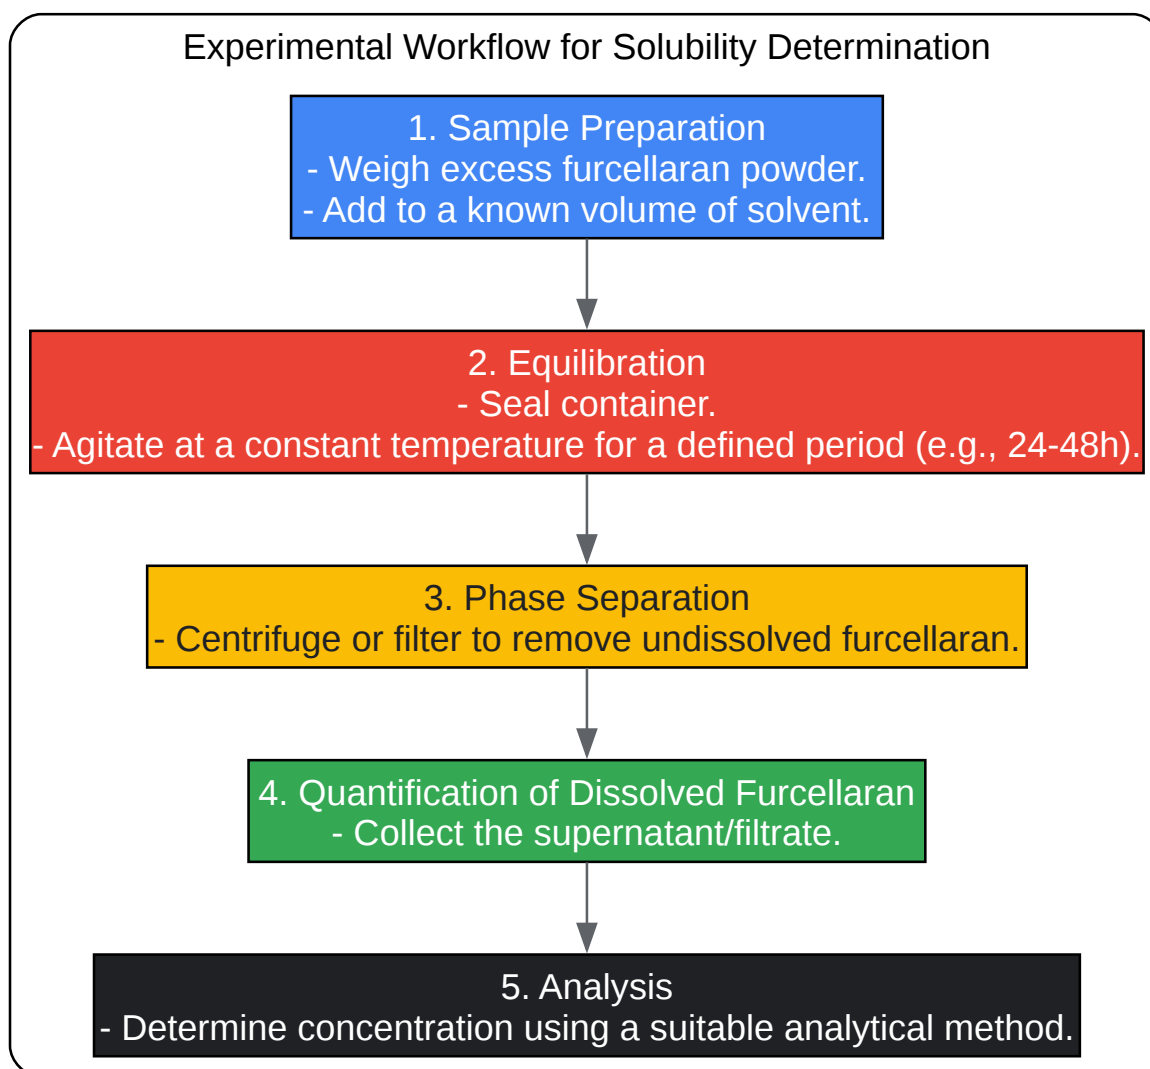 Experimental Workflow for Solubility Determination
1. Sample Preparation
- Weigh excess furcellaran powder.
- Add to a known volume of solvent.
2. Equilibration
- Seal container.
- Agitate at a constant temperature for a defined period (e.g., 24-48h).
3. Phase Separation
- Centrifuge or filter to remove undissolved furcellaran.
4. Quantification of Dissolved Furcellaran
- Collect the supernatant/filtrate.
5. Analysis
- Determine concentration using a suitable analytical method.